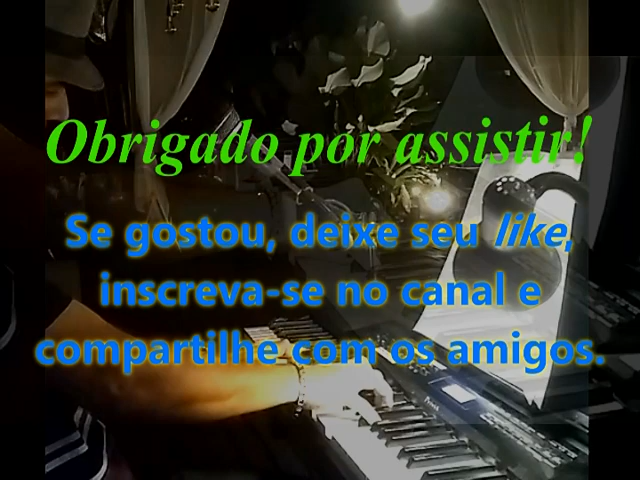 Obrigado por assistir!
Se gostou, deixe seu like,
inscreva-se no canal e
compartilhe com os amigos.